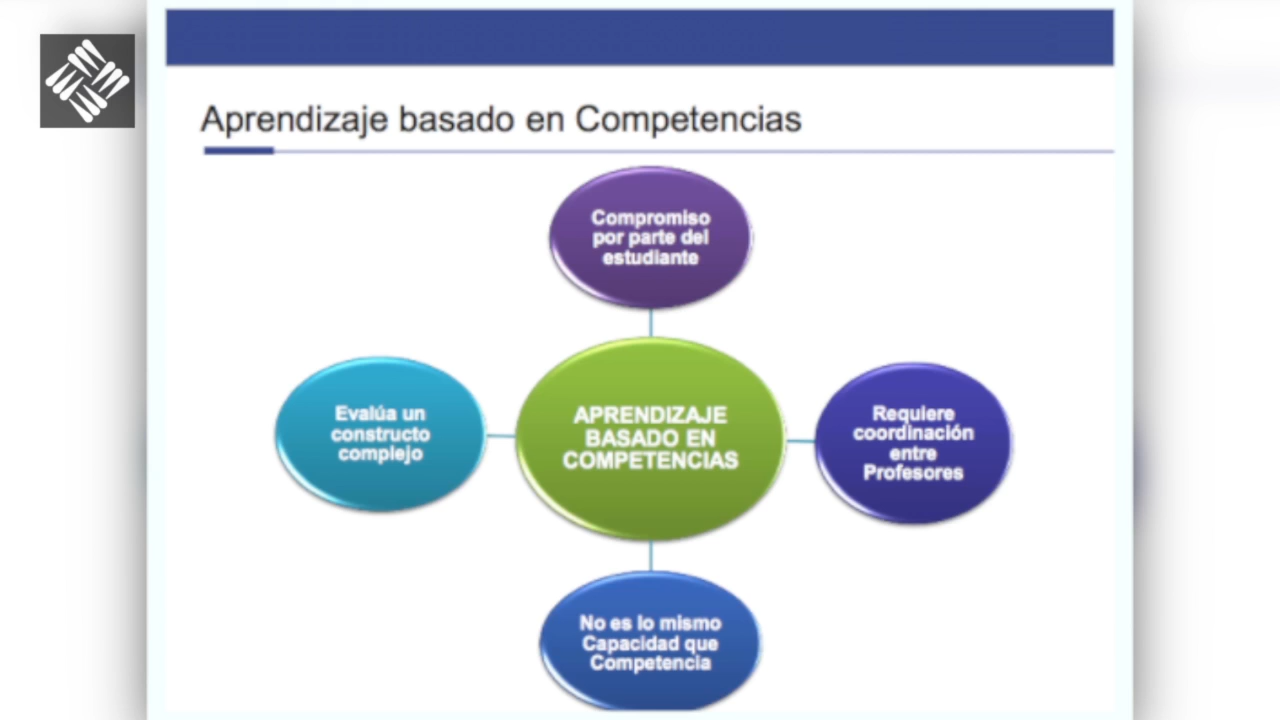 Aprendizaje basado en Competencias
Compromiso
por parte del
estudiante
Evalúa un
constructo
complejo
APRENDIZAJE
BASADO EN
COMPETENCIAS
Requiere
coordinación
entre
Profesores
No es lo mismo
Capacidad que
Competencia